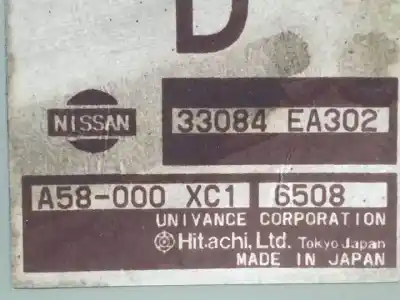 D
NISSAN
33084 EA302
A58-000 XC1 6508
UNIVANCE CORPORATION
Hitachi, Ltd. Tokyo Japan
MADE IN JAPAN